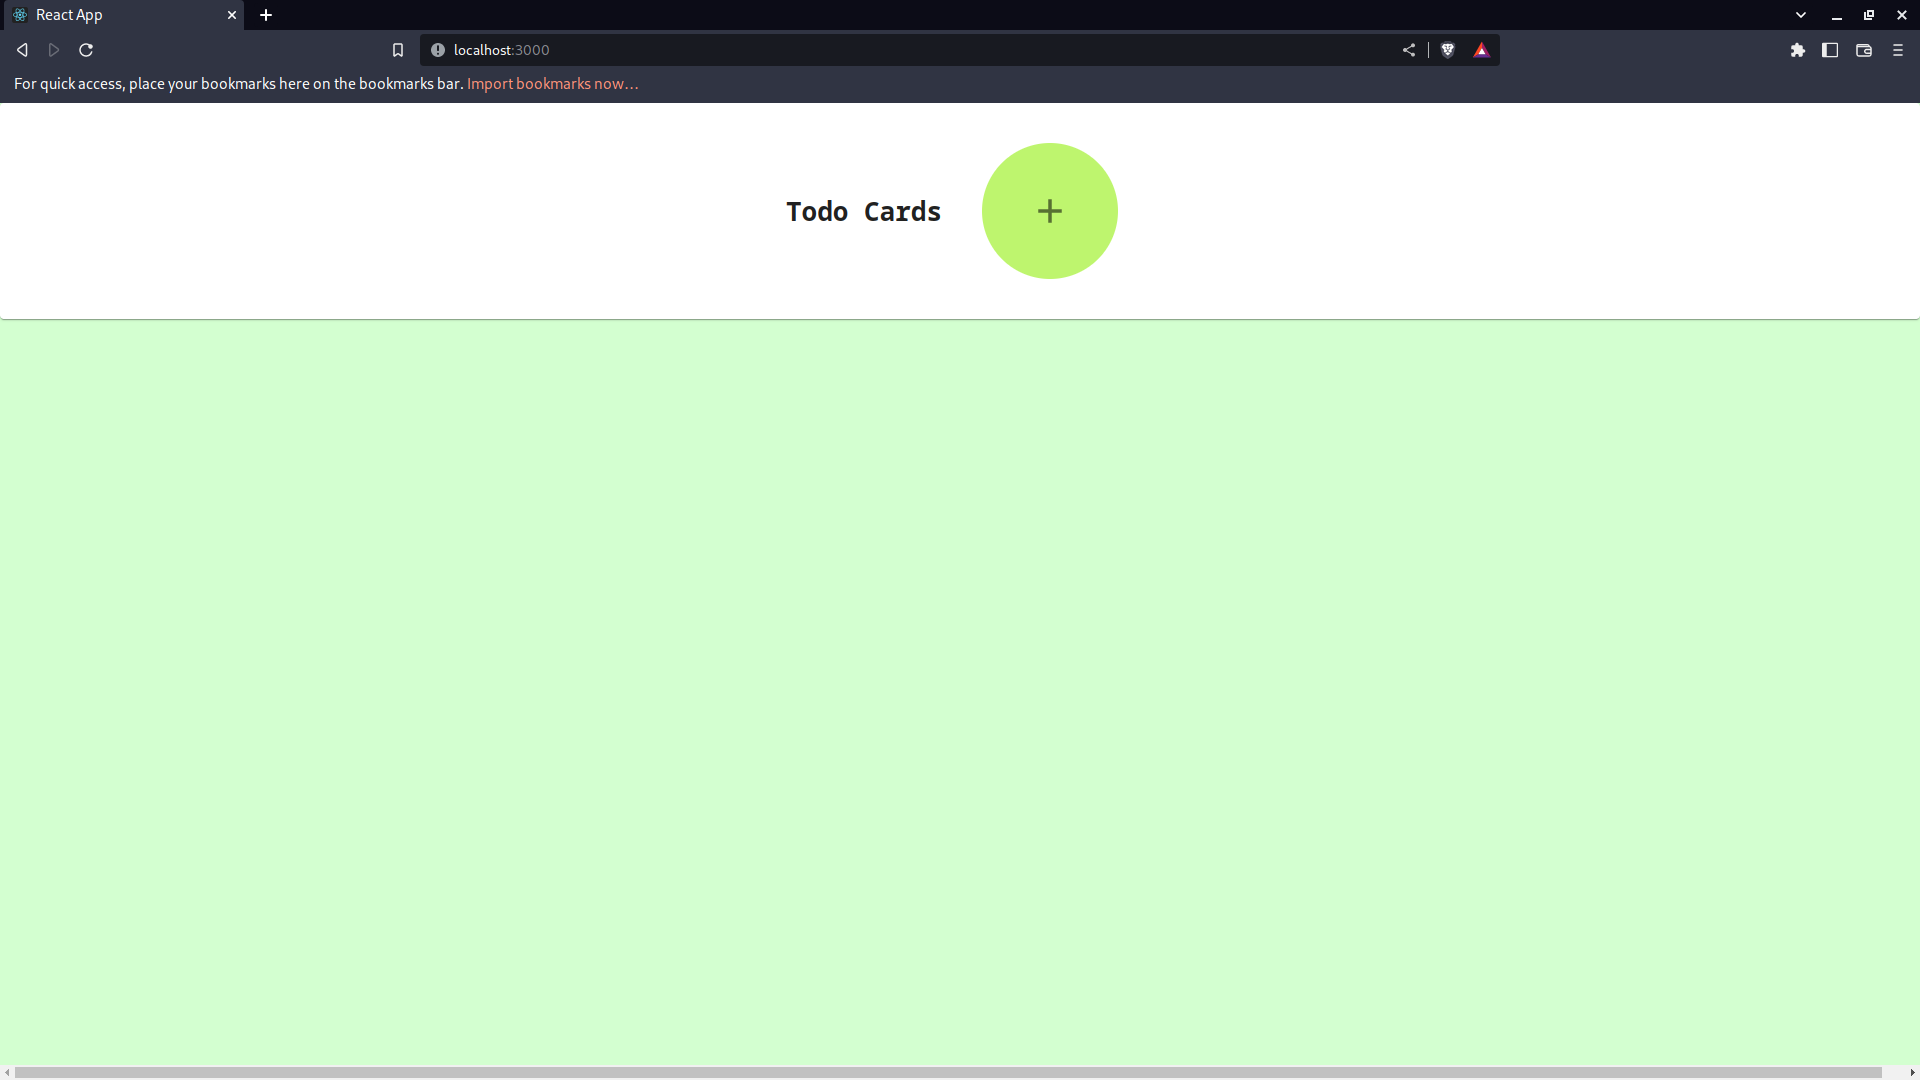 React App
localhost:3000
For quick access, place your bookmarks here on the bookmarks bar. Import bookmarks now...
Todo Cards